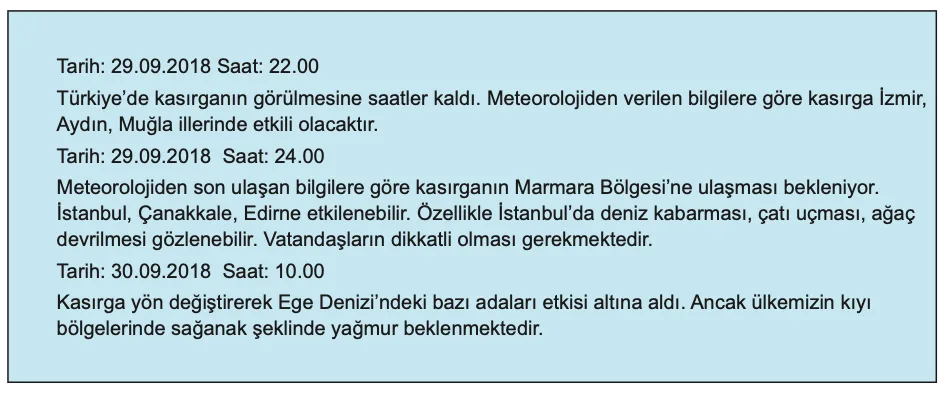 Tarih: 29.09.2018 Saat: 22.00
Türkiye’de kasırganın görülmesine saatler kaldı. Meteorolojiden verilen bilgilere göre kasırga İzmir,
Aydın, Muğla illerinde etkili olacaktır.
Tarih: 29.09.2018 Saat: 24.00
Meteorolojiden son ulaşan bilgilere göre kasırganın Marmara Bölgesi’ne ulaşması bekleniyor.
İstanbul, Çanakkale, Edirne etkilenebilir. Özellikle İstanbul’da deniz kabarması, çatı uçması, ağaç
devrilmesi gözlenebilir. Vatandaşların dikkatli olması gerekmektedir.
Tarih: 30.09.2018 Saat: 10.00
Kasırga yön değiştirerek Ege Denizi’ndeki bazı adaları etkisi altına aldı. Ancak ülkemizin kıyı
bölgelerinde sağanak şeklinde yağmur beklenmektedir.